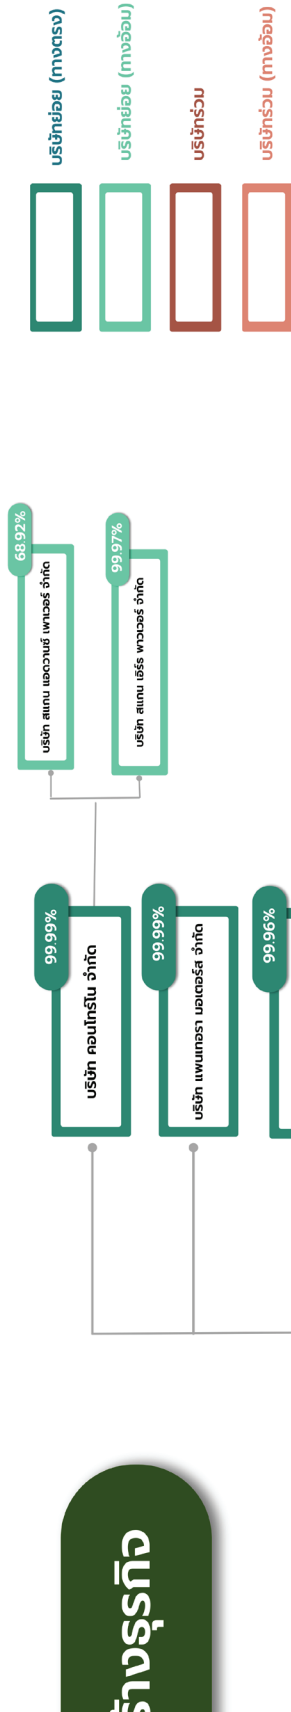 ร้างธุรกิจ
99.99%
บริษัท คอนโทริโน จำกัด
99.99%
บริษัท แพนเทอรา มอเตอร์ส จำกัด
99.96%
68.92%
บริษัท สแกน แอดวานซ์ เพาเวอร์ จำกัด
99.97%
บริษัท สแกน เอิร์ธ พาวเวอร์ จำกัด
บริษัทย่อย (ทางตรง)
บริษัทย่อย (ทางอ้อม)
บริษัทร่วม
บริษัทร่วม (ทางอ้อม)